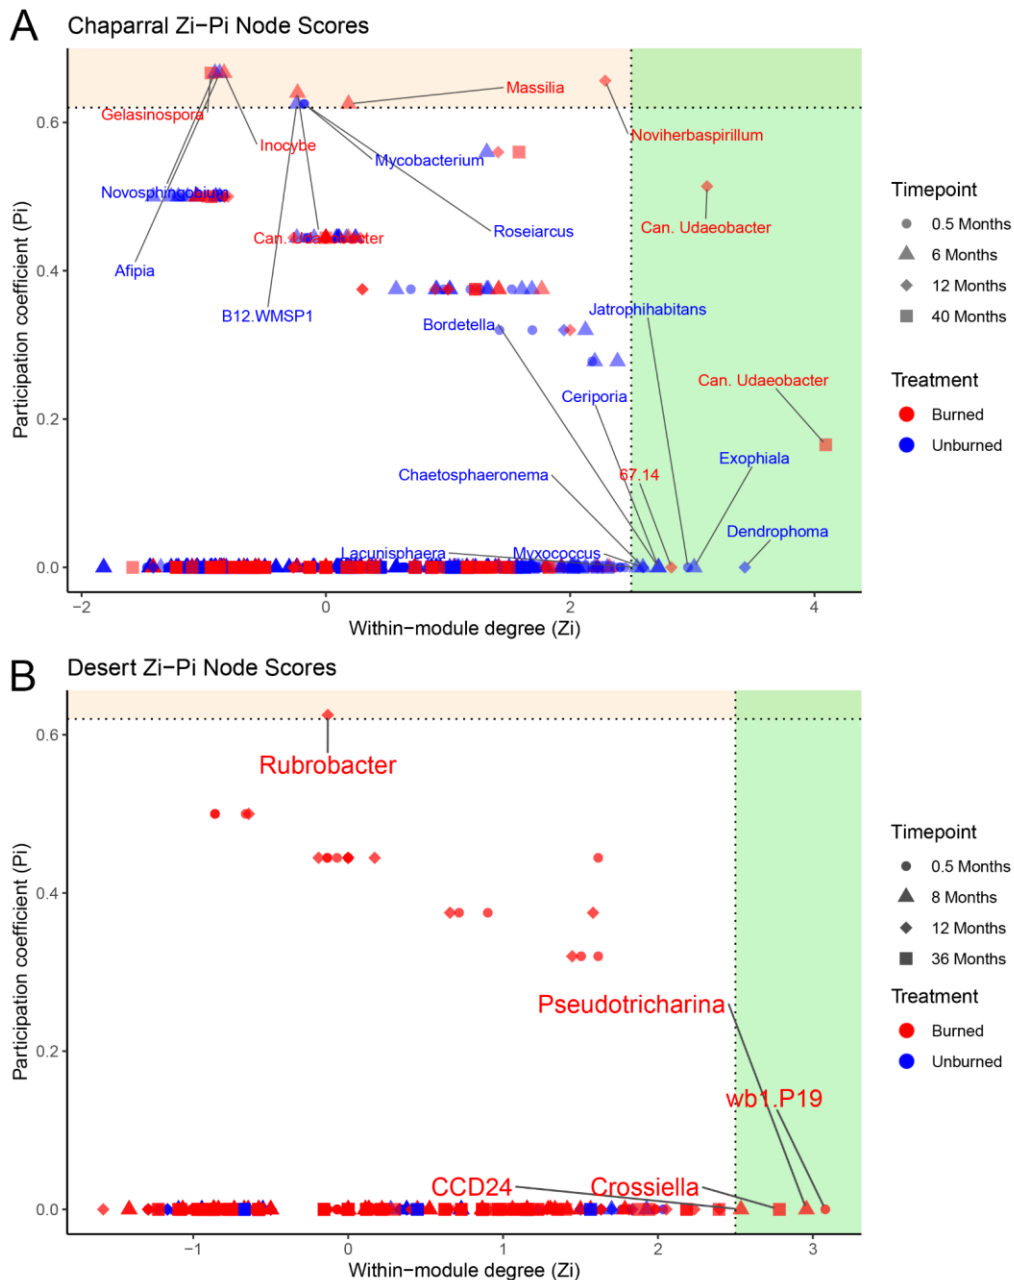 A
Chaparral Zi−Pi Node Scores
Participation coefficient (Pi)
0.6
0.4
0.2
0.0
Massilia
Gelasinospora
Inocybe
Noviherbaspirillum
Mycobacterium
Novosphingobium
Can. Udaeobacter
Roseiarcus
Can. Udaeobacter
Afipia
B12.WMSP1
Bordetella
Jatrophihabitans
Can. Udaeobacter
Ceriporia
Exophiala
Chaetosphaeronema
67.14
Dendrophoma
Lacunisphaera
Myxococcus
−2
0
2
4
Within−module degree (Zi)
Timepoint
0.5 Months
6 Months
12 Months
40 Months
Treatment
Burned
Unburned
B
Desert Zi−Pi Node Scores
Participation coefficient (Pi)
0.6
0.4
0.2
0.0
Rubrobacter
Pseudotricharina
wb1.P19
CCD24
Crossiella
−1
0
1
2
3
Within−module degree (Zi)
Timepoint
0.5 Months
8 Months
12 Months
36 Months
Treatment
Burned
Unburned